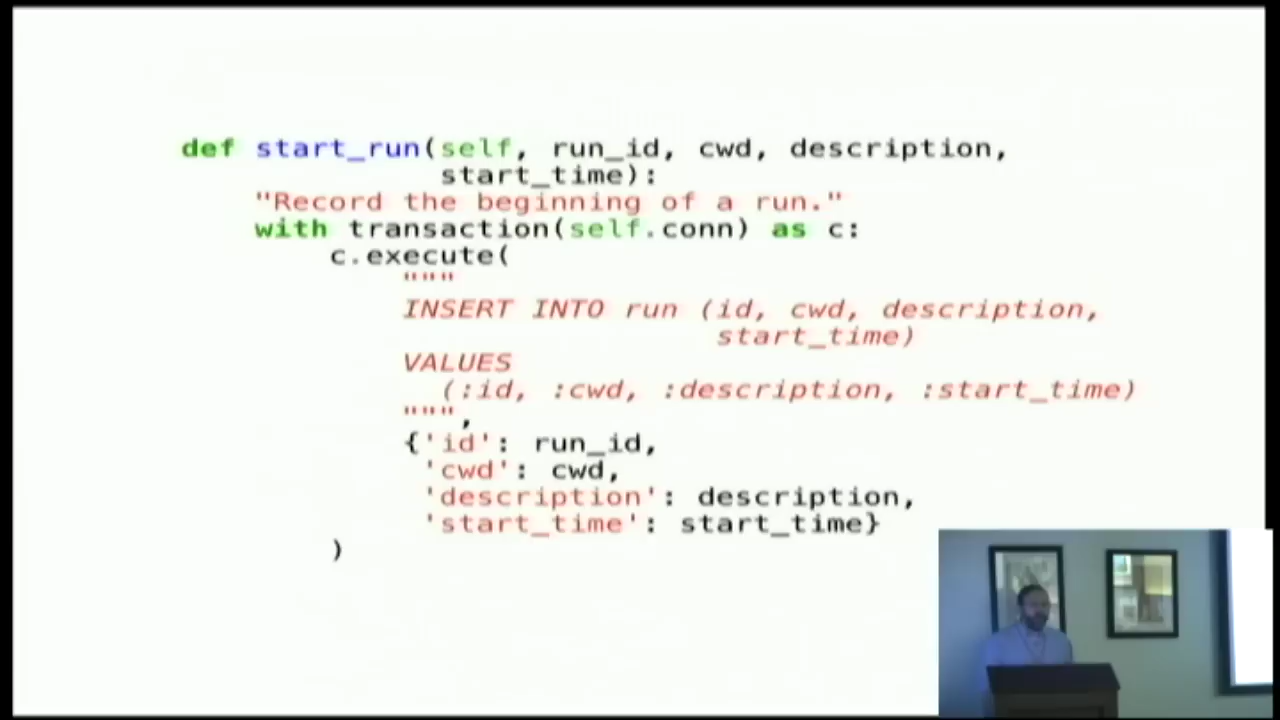 def start_run(self, run_id, cwd, description,
start_time):
"Record the beginning of a run."
with transaction(self.conn) as c:
c.execute(
"""
INSERT INTO run (id, cwd, description,
start_time)
VALUES
(:id, :cwd, :description, :start_time)
""",
{'id': run_id,
'cwd': cwd,
'description': description,
'start_time': start_time}
)